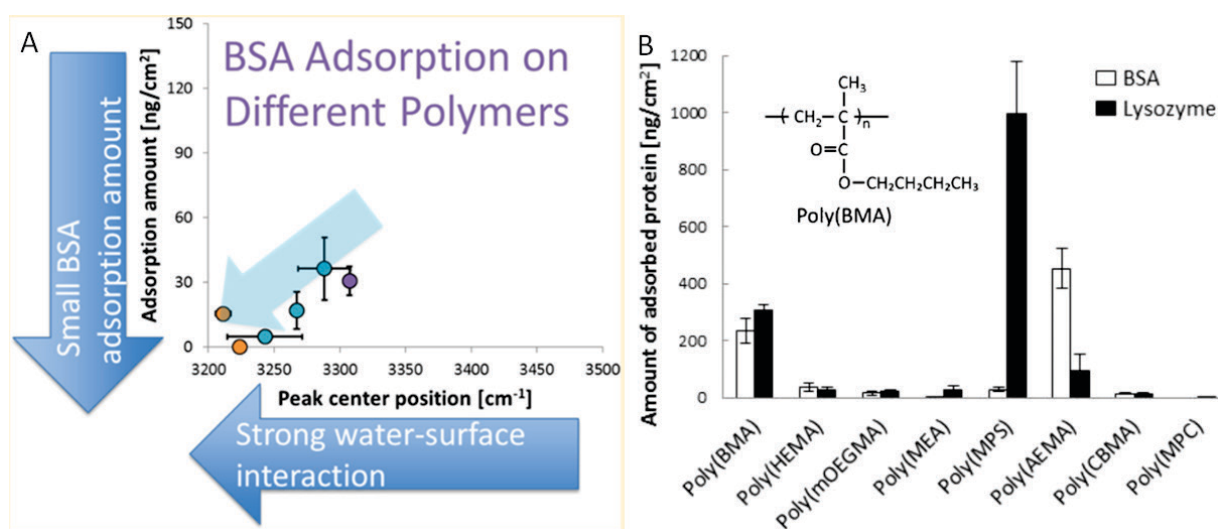 A
Small BSA
adsorption amount
Adsorption amount [ng/cm²]
150
120
90
60
30
0
BSA Adsorption on
Different Polymers
3200 3250 3300 3350 3400 3450 3500
Peak center position [cm⁻¹]
Strong water-surface
interaction
B
Amount of adsorbed protein [ng/cm²]
1200
1000
800
600
400
200
0
BSA
Lysozyme
CH₃
( CH₂ C )n
O=C
O—CH₂CH₂CH₂CH₃
Poly(BMA)
Poly(BMA)
Poly(HEMA)
Poly(mOEGMA)
Poly(MEA)
Poly(MPS)
Poly(AEMA)
Poly(CBMA)
Poly(MPC)